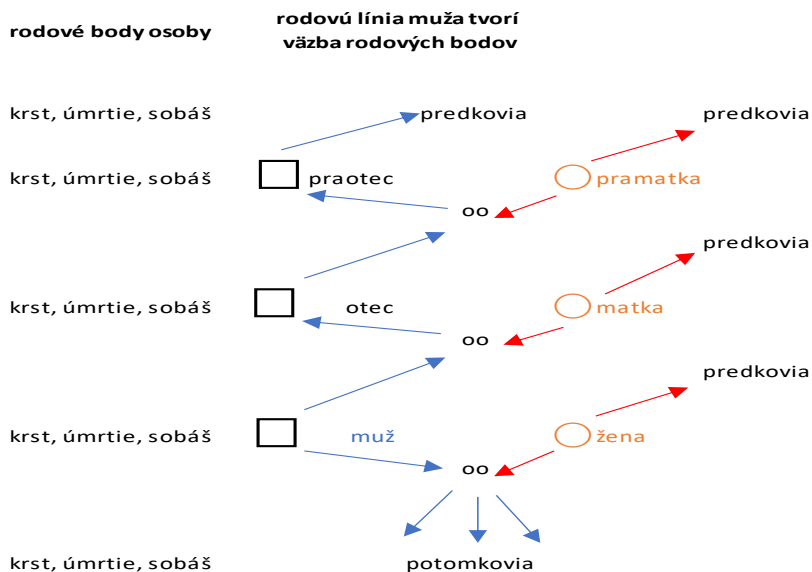 rodové body osoby
rodovú línia muža tvorí
väzba rodových bodov
krst, úmrtie, sobáš
predkovia
predkovia
krst, úmrtie, sobáš
praotec
pramatka
oo
predkovia
krst, úmrtie, sobáš
otec
matka
oo
predkovia
krst, úmrtie, sobáš
muž
žena
oo
krst, úmrtie, sobáš
potomkovia